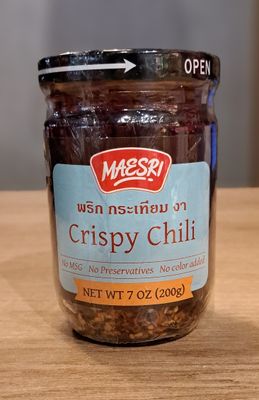 OPEN
MAESRI
พริก กระเทียม งา
Crispy Chili
No MSG No Preservatives No color added
NET WT 7 OZ (200g)